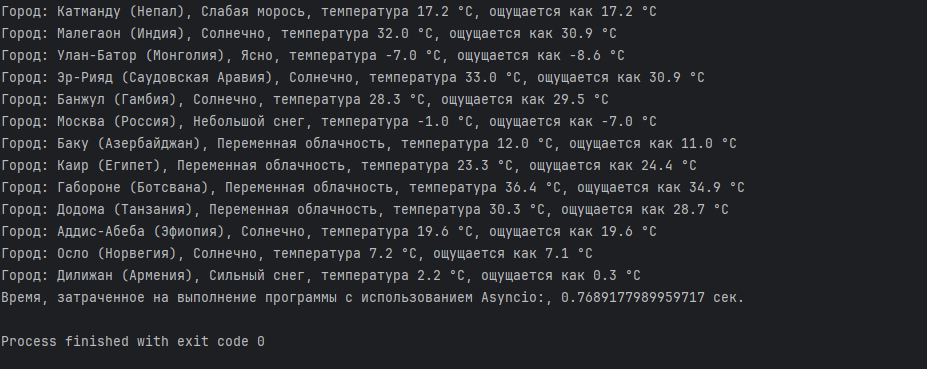 Город: Катманду (Непал), Слабая морось, температура 17.2 °C, ощущается как 17.2 °C
Город: Малегаон (Индия), Солнечно, температура 32.0 °C, ощущается как 30.9 °C
Город: Улан-Батор (Монголия), Ясно, температура -7.0 °C, ощущается как -8.6 °C
Город: Эр-Рияд (Саудовская Аравия), Солнечно, температура 33.0 °C, ощущается как 30.9 °C
Город: Банжул (Гамбия), Солнечно, температура 28.3 °C, ощущается как 29.5 °C
Город: Москва (Россия), Небольшой снег, температура -1.0 °C, ощущается как -7.0 °C
Город: Баку (Азербайджан), Переменная облачность, температура 12.0 °C, ощущается как 11.0 °C
Город: Каир (Египет), Переменная облачность, температура 23.3 °C, ощущается как 24.4 °C
Город: Габороне (Ботсвана), Переменная облачность, температура 36.4 °C, ощущается как 34.9 °C
Город: Додома (Танзания), Переменная облачность, температура 30.3 °C, ощущается как 28.7 °C
Город: Аддис-Абеба (Эфиопия), Солнечно, температура 19.6 °C, ощущается как 19.6 °C
Город: Осло (Норвегия), Солнечно, температура 7.2 °C, ощущается как 7.1 °C
Город: Дилижан (Армения), Сильный снег, температура 2.2 °C, ощущается как 0.3 °C
Время, затраченное на выполнение программы с использованием Asyncio:, 0.7689177989959717 сек.
Process finished with exit code 0